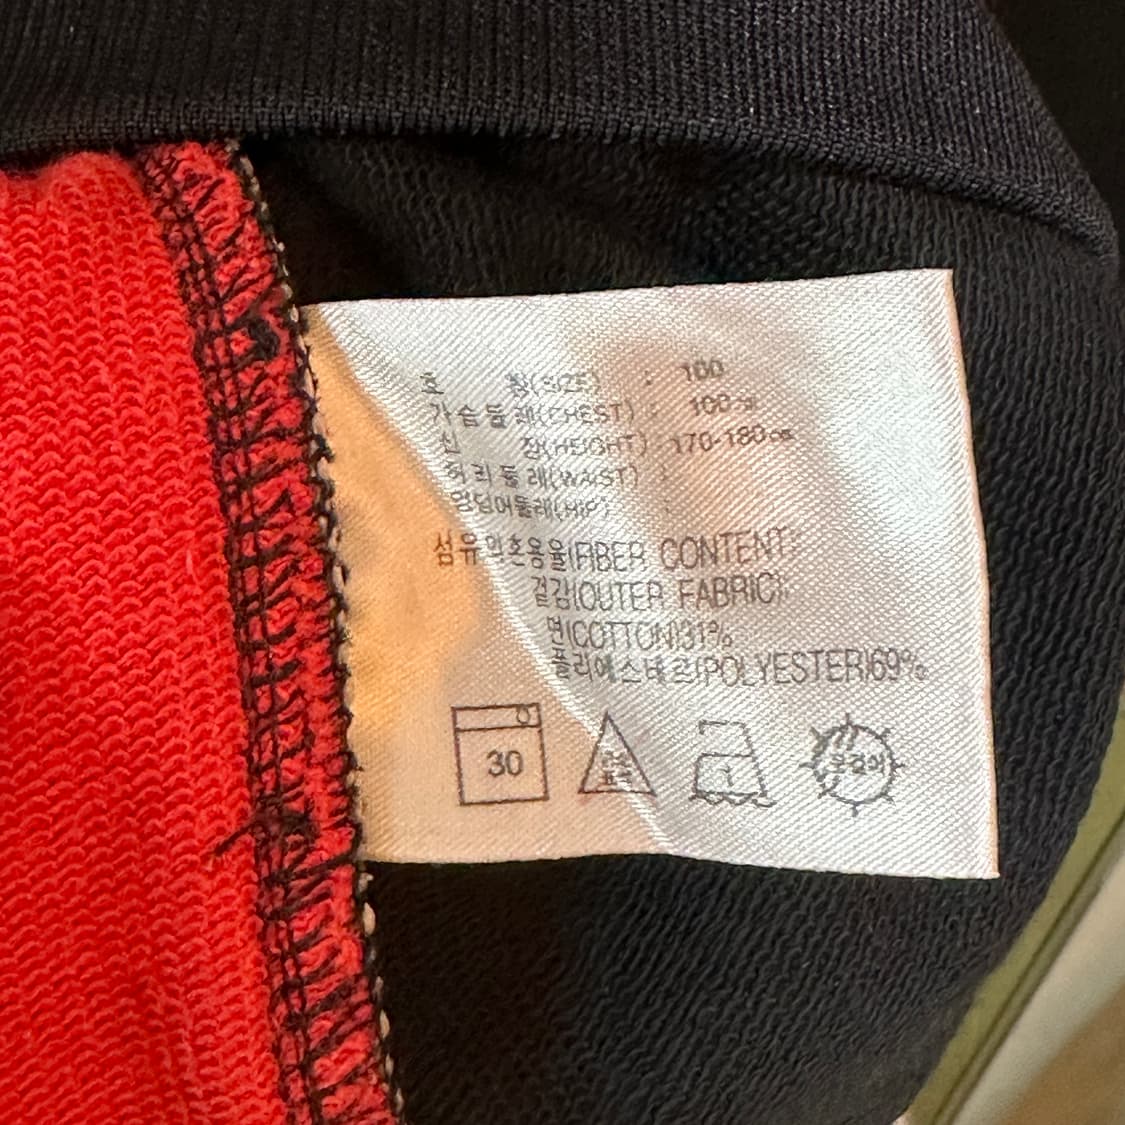 호 칭(SIZE) : 100
가슴둘레(CHEST) : 100cm
신 장(HEIGHT) : 170-180cm
허리둘레(WAIST) :
엉덩이둘레(HIP) :
섬유의혼용율(FIBER CONTENT):
겉감(OUTER FABRIC):
면(COTTON)31%
폴리에스테르(POLYESTER)69%
30